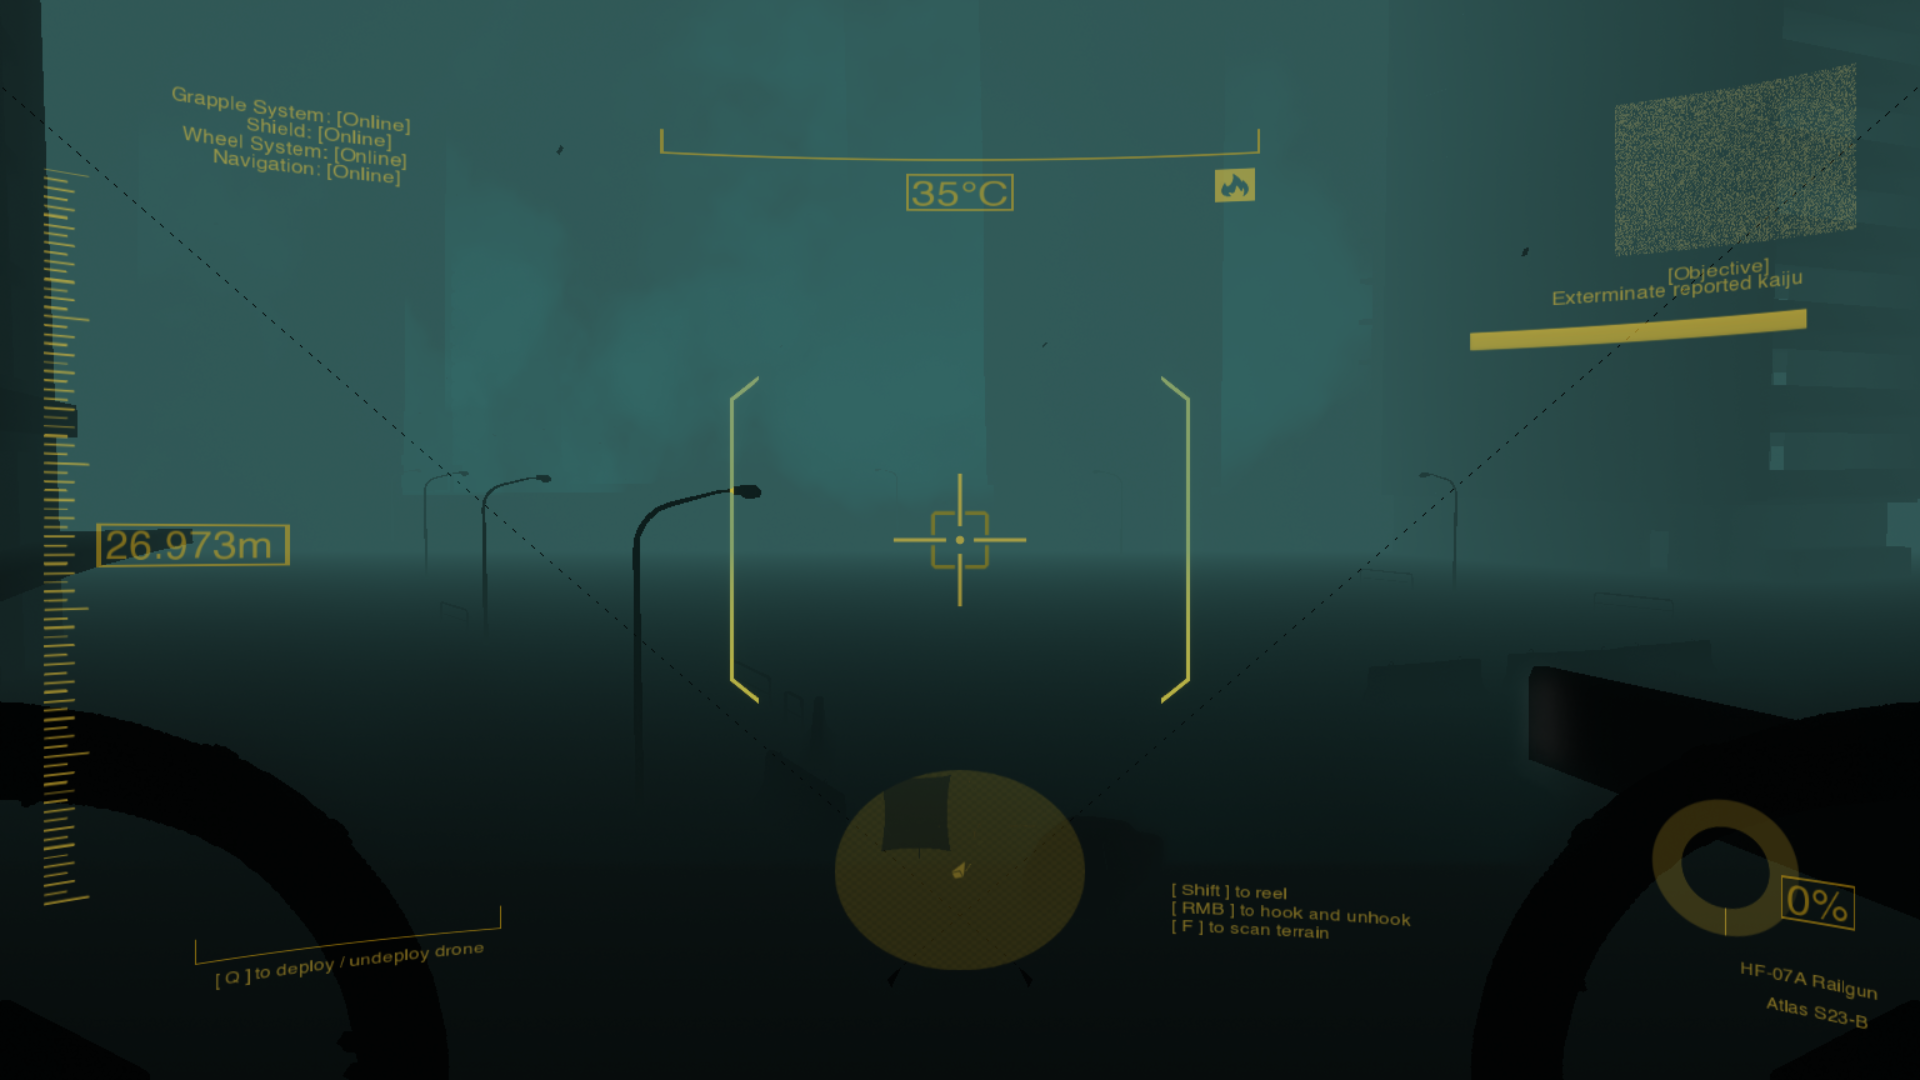 Grapple System: [Online]
Shield: [Online]
Wheel System: [Online]
Navigation: [Online]
35°C
[Objective]
Exterminate reported kaiju
26.973m
[ Q ] to deploy / undeploy drone
[ Shift ] to reel
[ RMB ] to hook and unhook
[ F ] to scan terrain
0%
HF-07A Railgun
Atlas S23-B